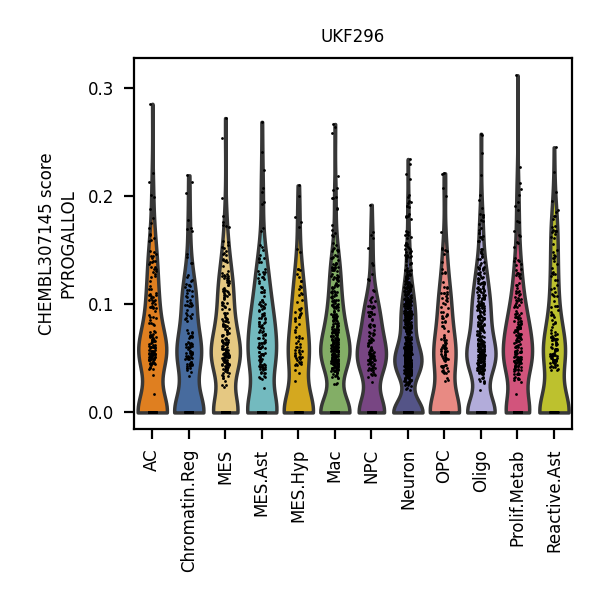 UKF296
CHEMBL307145 score
PYROGALLOL
0.3
0.2
0.1
0.0
AC
Chromatin.Reg
MES
MES.Ast
MES.Hyp
Mac
NPC
Neuron
OPC
Oligo
Prolif.Metab
Reactive.Ast